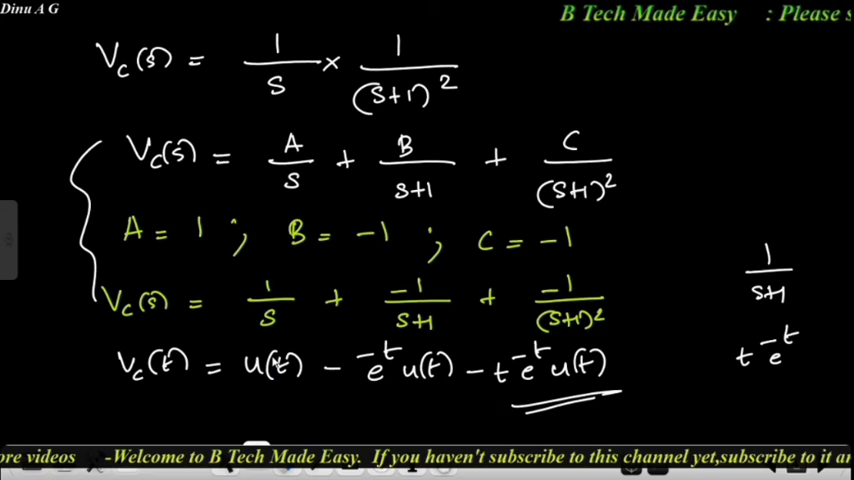 Dinu A G
B Tech Made Easy : Please s
Vc(s) = 1/s × 1/(s+1)²
Vc(s) = A/s + B/s+1 + C/(s+1)²
A = 1 ; B = -1 ; C = -1
Vc(s) = 1/s + -1/s+1 + -1/(s+1)²
1/s+1
Vc(t) = u(t) - e^-t u(t) - t e^-t u(t)
t e^-t
ore videos -Welcome to B Tech Made Easy. If you haven't subscribe to this channel yet,subscribe to it an